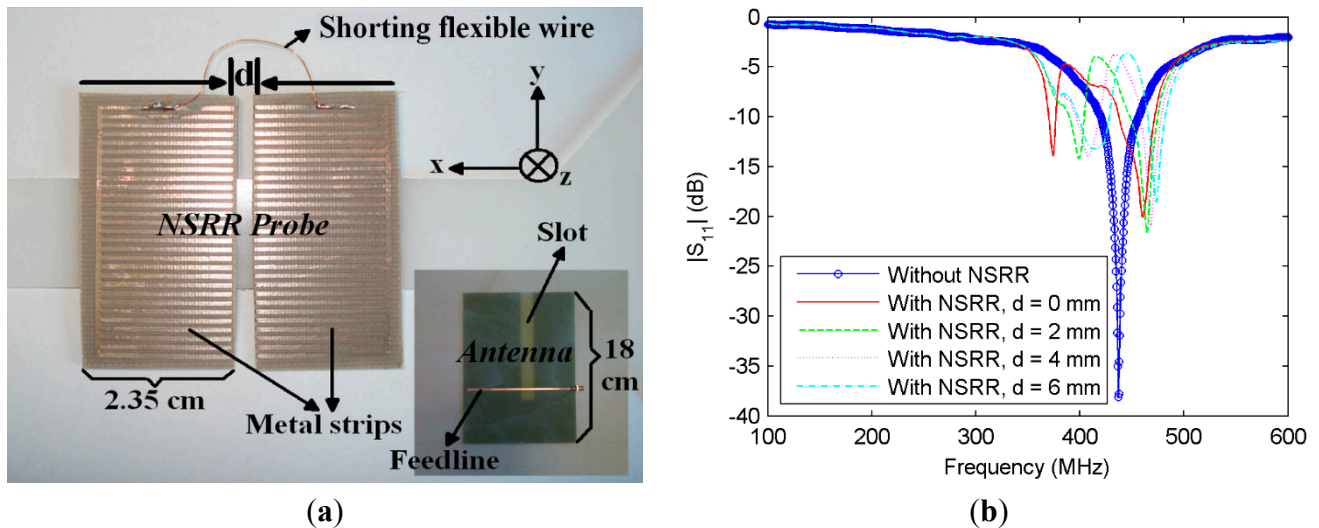 Shorting flexible wire
d
y
x
z
NSRR Probe
Slot
Antenna
18
cm
2.35 cm
Metal strips
Feedline
(a)
0
-5
-10
-15
-20
-25
-30
-35
-40
|S11| (dB)
Without NSRR
With NSRR, d = 0 mm
With NSRR, d = 2 mm
With NSRR, d = 4 mm
With NSRR, d = 6 mm
100 200 300 400 500 600
Frequency (MHz)
(b)